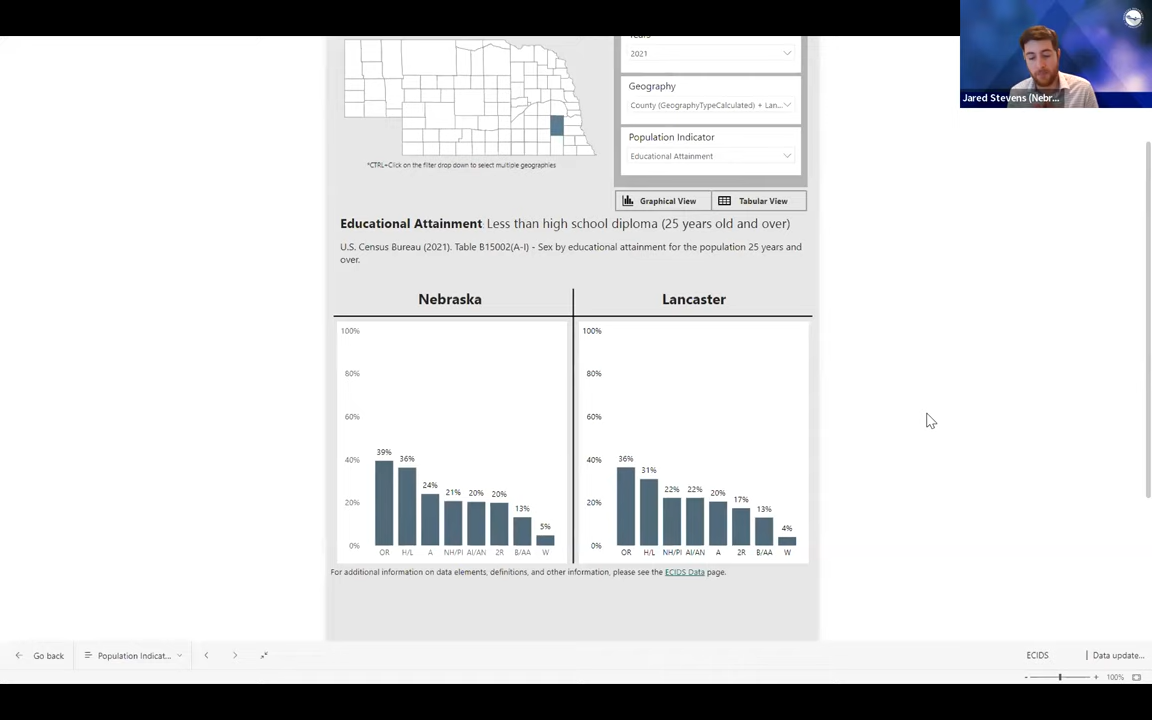 Jared Stevens (Nebr...
2021
Geography
County (GeographyTypeCalculated) + Lan...
Population Indicator
Educational Attainment
*CTRL+Click on the filter drop down to select multiple geographies
Graphical View
Tabular View
Educational Attainment: Less than high school diploma (25 years old and over)
U.S. Census Bureau (2021). Table B15002(A-I) - Sex by educational attainment for the population 25 years and
over.
Nebraska
Lancaster
100%
80%
60%
40%
20%
0%
39% 36% 24% 21% 20% 20% 13% 5%
OR H/L A NH/PI AI/AN 2R B/AA W
100%
80%
60%
40%
20%
0%
36% 31% 22% 22% 20% 17% 13% 4%
OR H/L NH/PI AI/AN A 2R B/AA W
For additional information on data elements, definitions, and other information, please see the ECIDS Data page.
Go back
Population Indicat...
ECIDS
Data update...
- + 100%